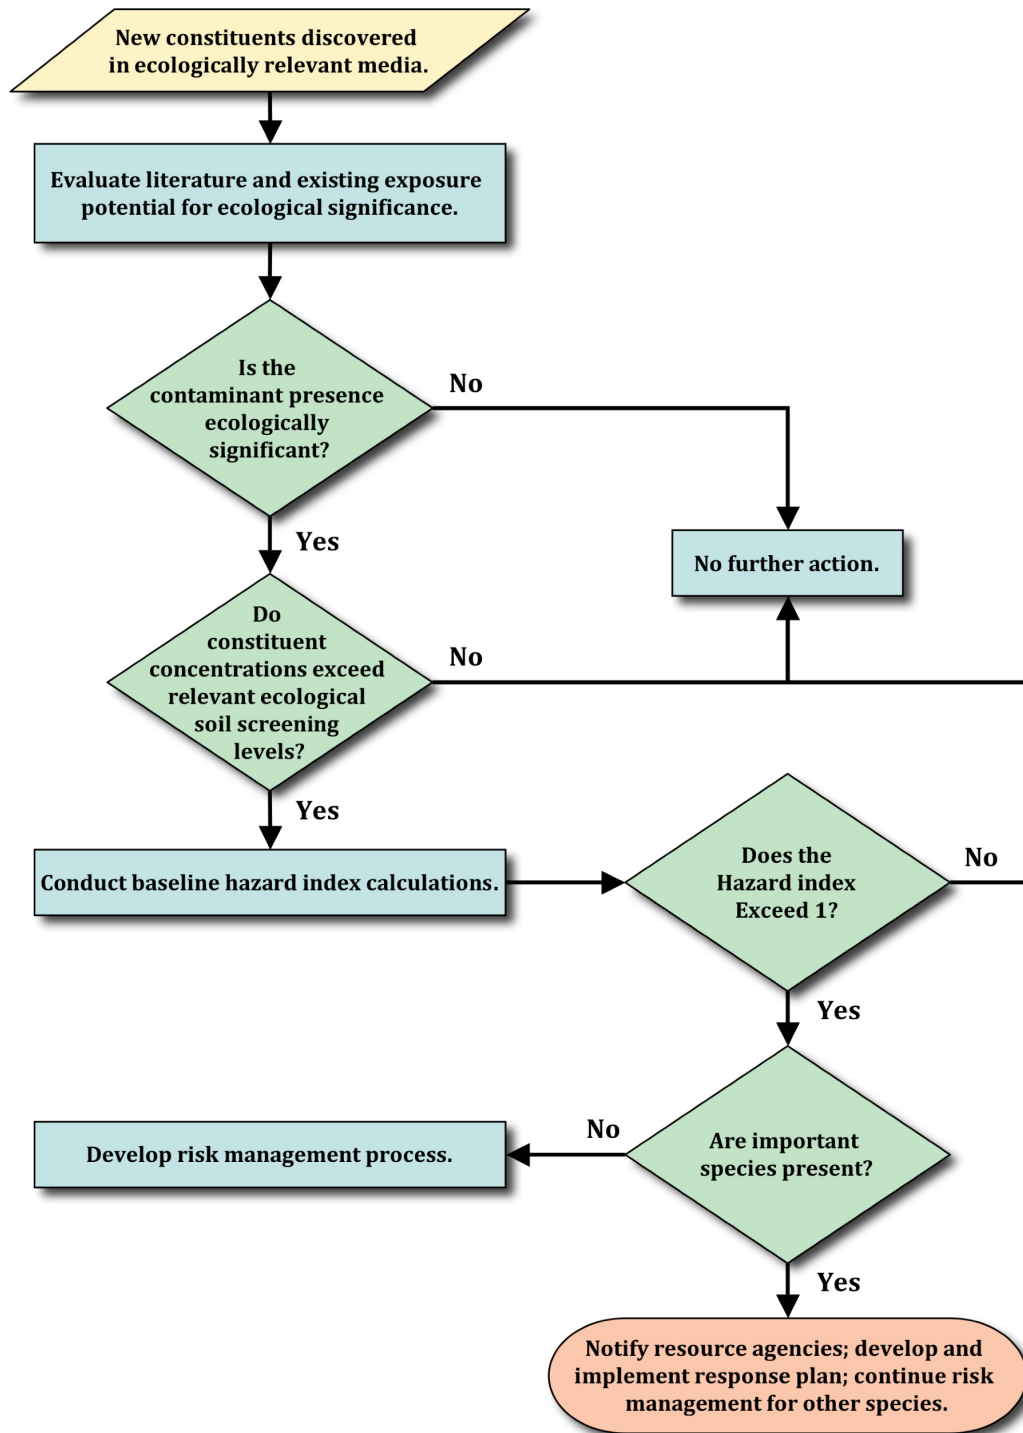 New constituents discovered
in ecologically relevant media.
Evaluate literature and existing exposure
potential for ecological significance.
Is the
contaminant presence
ecologically
significant?
No
Yes
No further action.
Do
constituent
concentrations exceed
relevant ecological
soil screening
levels?
No
Yes
Conduct baseline hazard index calculations.
Does the
Hazard index
Exceed 1?
No
Yes
Are important
species present?
No
Develop risk management process.
Yes
Notify resource agencies; develop and
implement response plan; continue risk
management for other species.